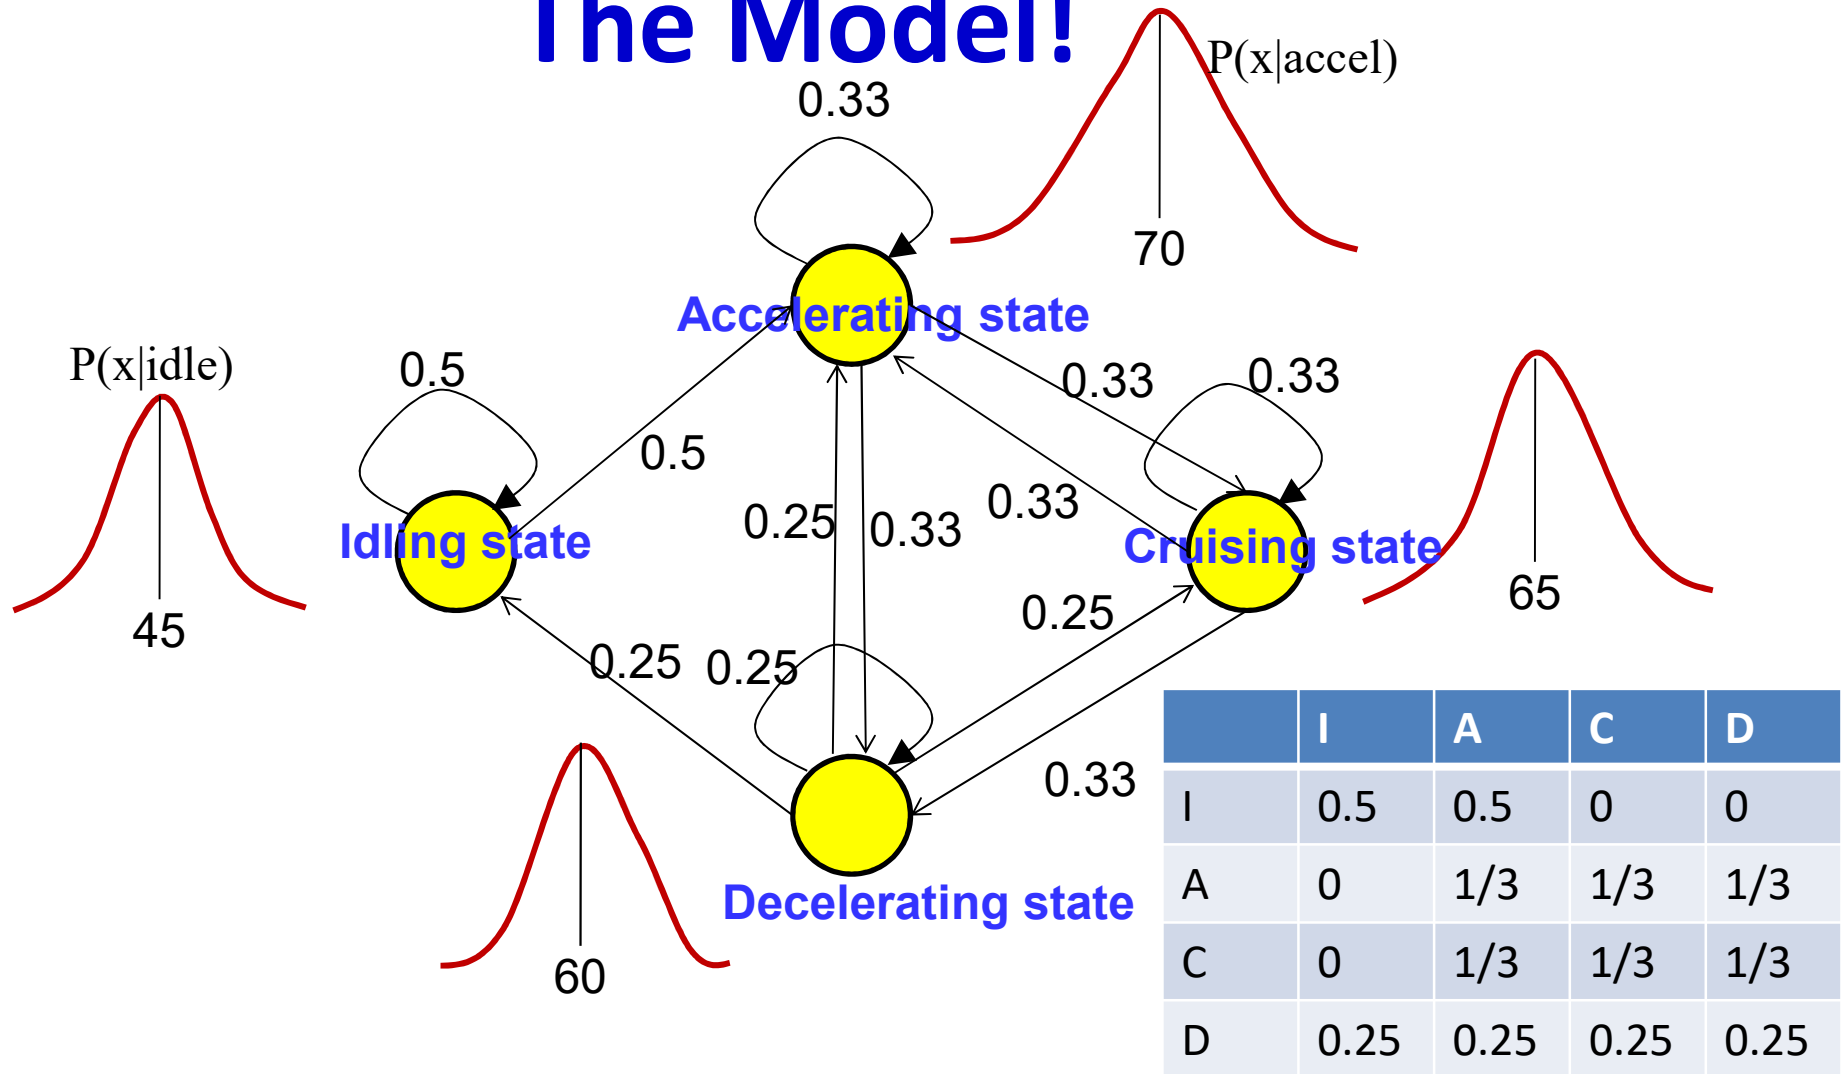 The Model!
P(x|accel)
0.33
70
Accelerating state
P(x|idle)
0.5
0.33
0.33
0.5
0.25
0.33
0.33
Idling state
Cruising state
45
65
0.25
0.25
0.25
0.33
Decelerating state
60
I A C D
I 0.5 0.5 0 0
A 0 1/3 1/3 1/3
C 0 1/3 1/3 1/3
D 0.25 0.25 0.25 0.25